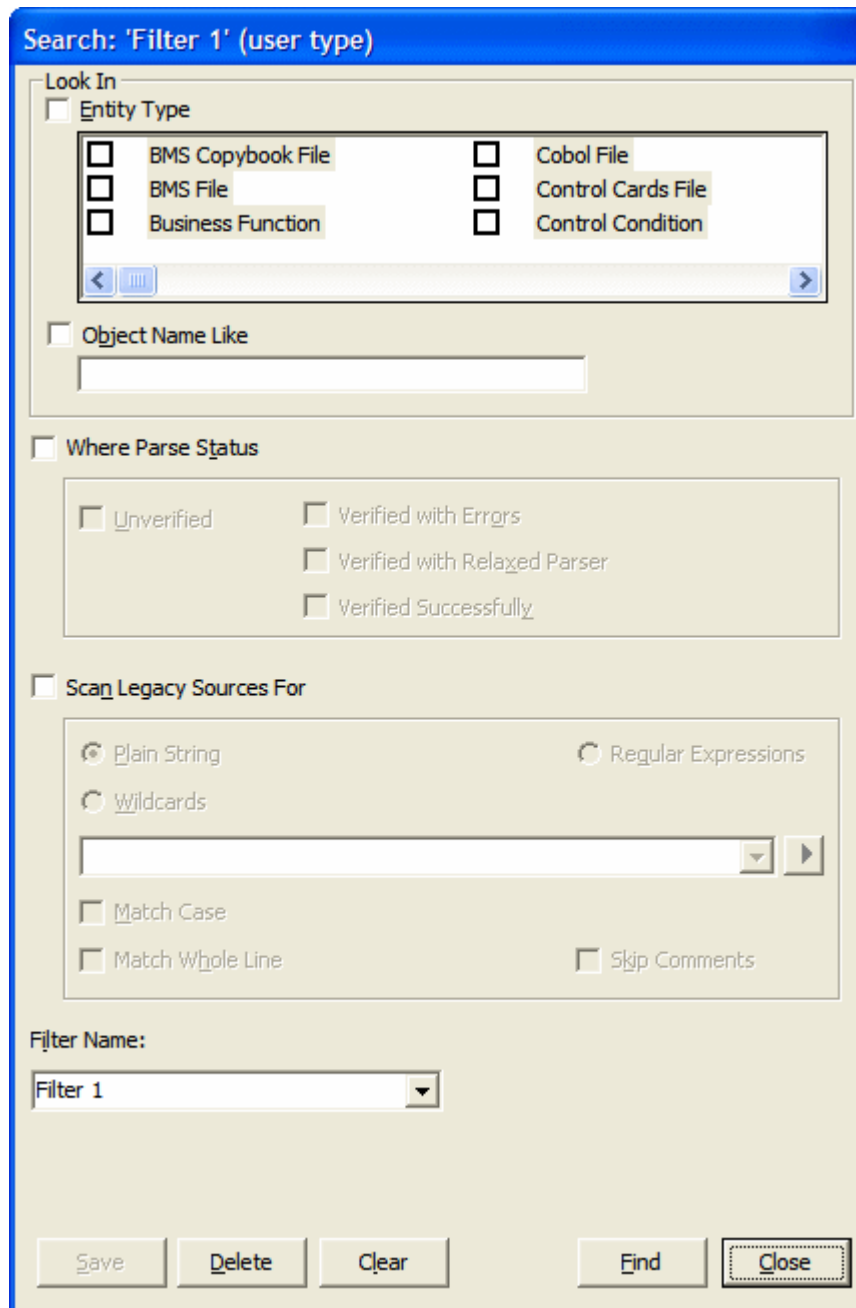 Search: 'Filter 1' (user type)
Look In
Entity Type
BMS Copybook File Cobol File
BMS File Control Cards File
Business Function Control Condition
Object Name Like
Where Parse Status
Unverified Verified with Errors
Verified with Relaxed Parser
Verified Successfully
Scan Legacy Sources For
Plain String Regular Expressions
Wildcards
Match Case
Match Whole Line Skip Comments
Filter Name:
Filter 1
Save Delete Clear Find Close